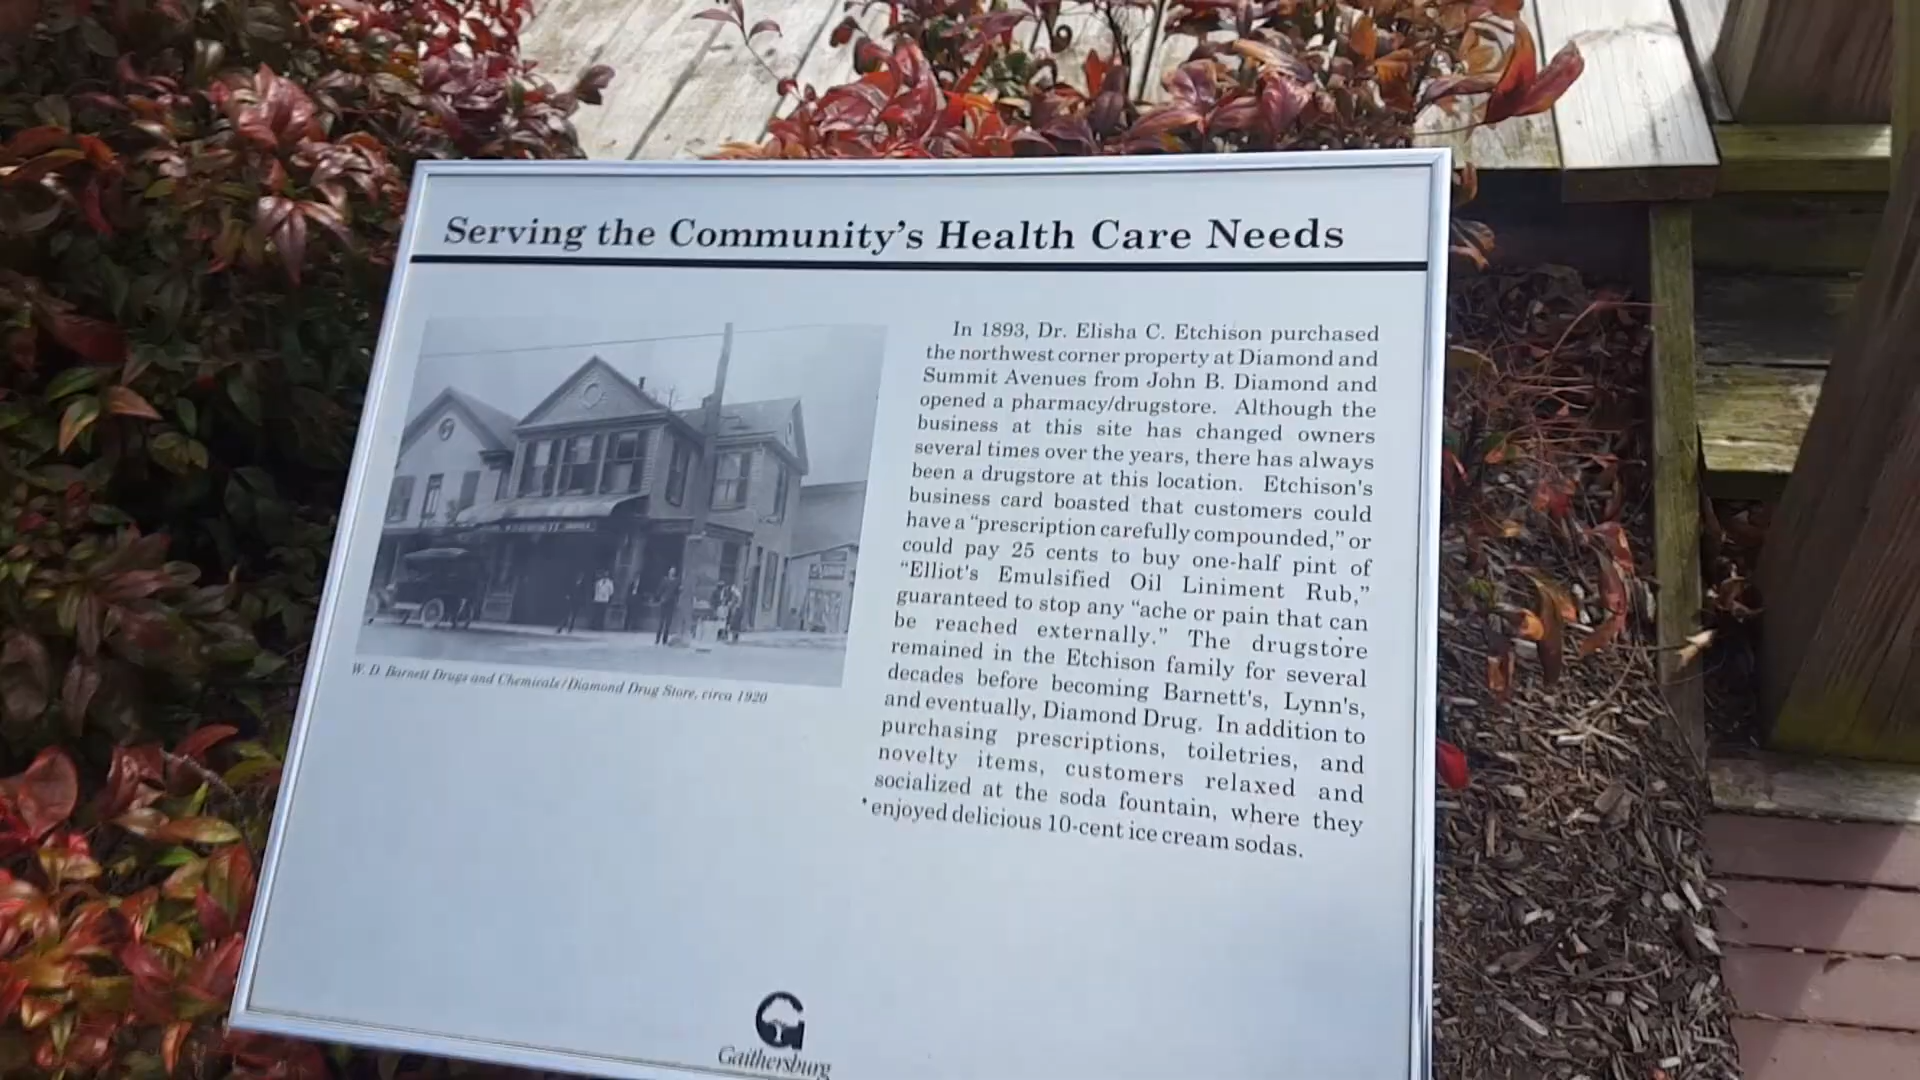 Serving the Community's Health Care Needs
In 1893, Dr. Elisha C. Etchison purchased
the northwest corner property at Diamond and
Summit Avenues from John B. Diamond and
opened a pharmacy/drugstore. Although the
business at this site has changed owners
several times over the years, there has always
been a drugstore at this location. Etchison's
business card boasted that customers could
have a “prescription carefully compounded,” or
could pay 25 cents to buy one-half pint of
“Elliot's Emulsified Oil Liniment Rub,”
guaranteed to stop any “ache or pain that can
be reached externally.” The drugstore
remained in the Etchison family for several
decades before becoming Barnett's, Lynn's,
and eventually, Diamond Drug. In addition to
purchasing prescriptions, toiletries, and
novelty items, customers relaxed and
socialized at the soda fountain, where they
enjoyed delicious 10-cent ice cream sodas.
W. D. Barnett Drugs and Chemicals/Diamond Drug Store, circa 1920
Gaithersburg